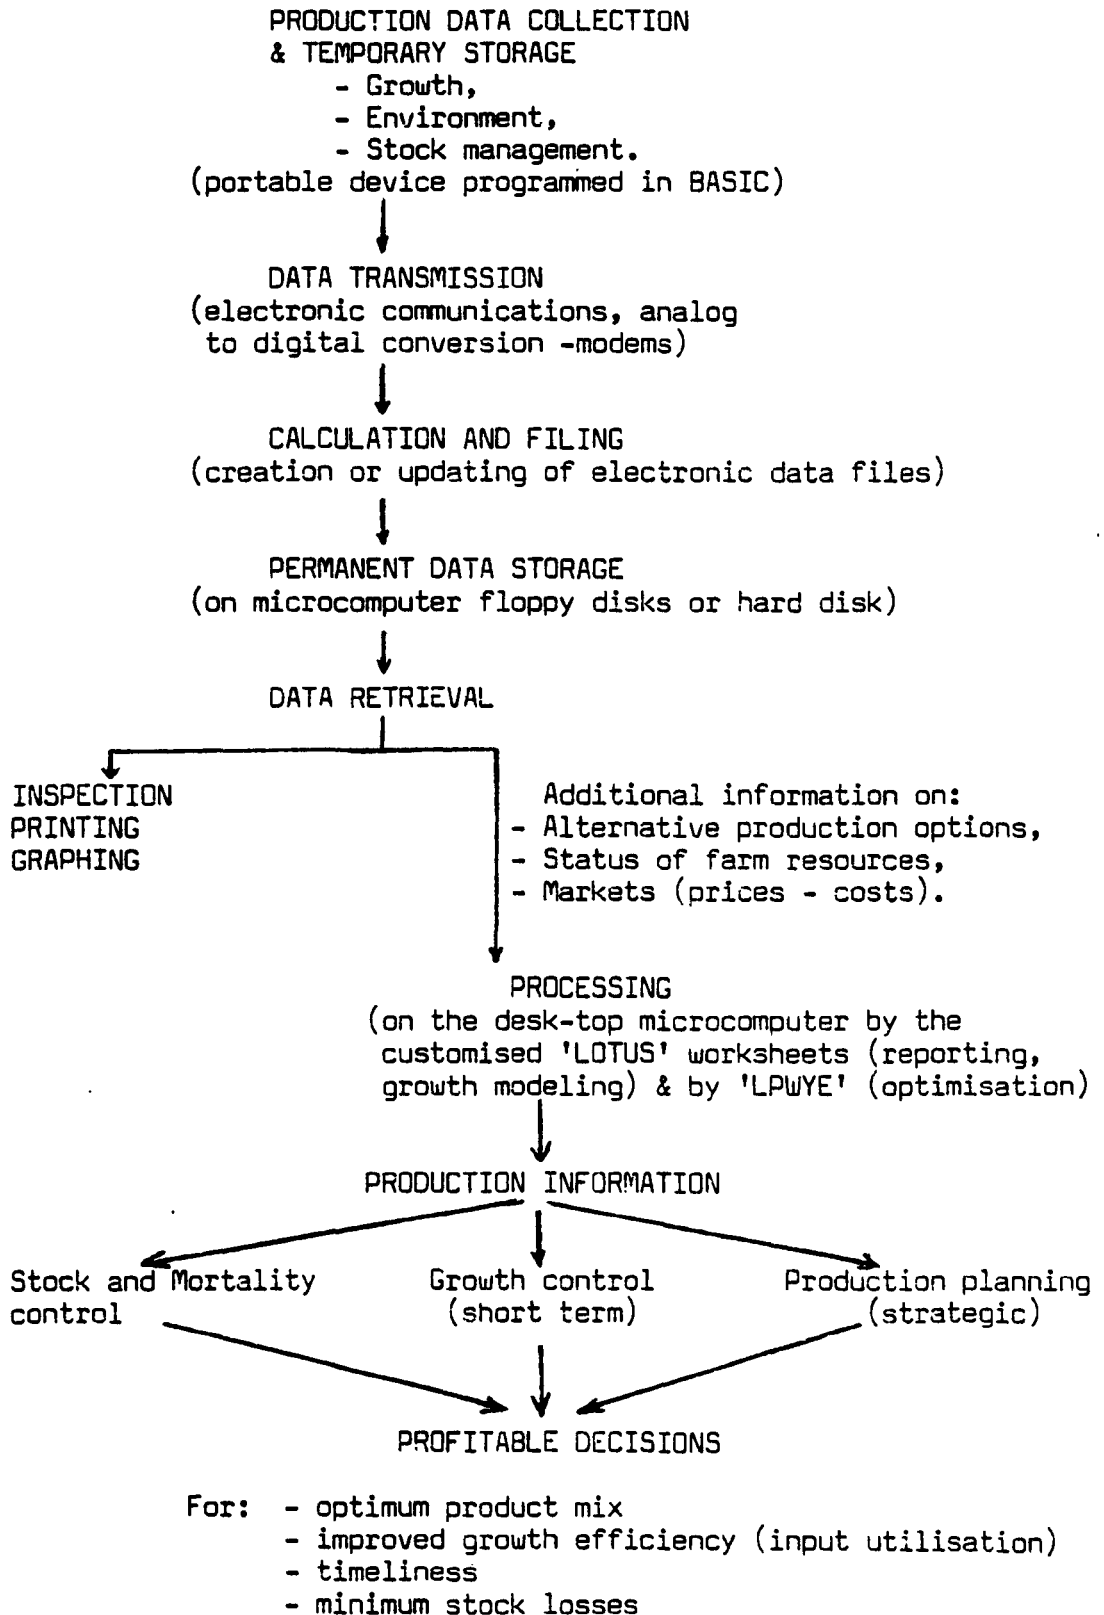 PRODUCTION DATA COLLECTION
& TEMPORARY STORAGE
- Growth,
- Environment,
- Stock management.
(portable device programmed in BASIC)
DATA TRANSMISSION
(electronic communications, analog
to digital conversion -modems)
CALCULATION AND FILING
(creation or updating of electronic data files)
PERMANENT DATA STORAGE
(on microcomputer floppy disks or hard disk)
DATA RETRIEVAL
INSPECTION
PRINTING
GRAPHING
Additional information on:
- Alternative production options,
- Status of farm resources,
- Markets (prices - costs).
PROCESSING
(on the desk-top microcomputer by the
customised 'LOTUS' worksheets (reporting,
growth modeling) & by 'LPWYE' (optimisation)
PRODUCTION INFORMATION
Stock and Mortality
control
Growth control
(short term)
Production planning
(strategic)
PROFITABLE DECISIONS
For: - optimum product mix
- improved growth efficiency (input utilisation)
- timeliness
- minimum stock losses